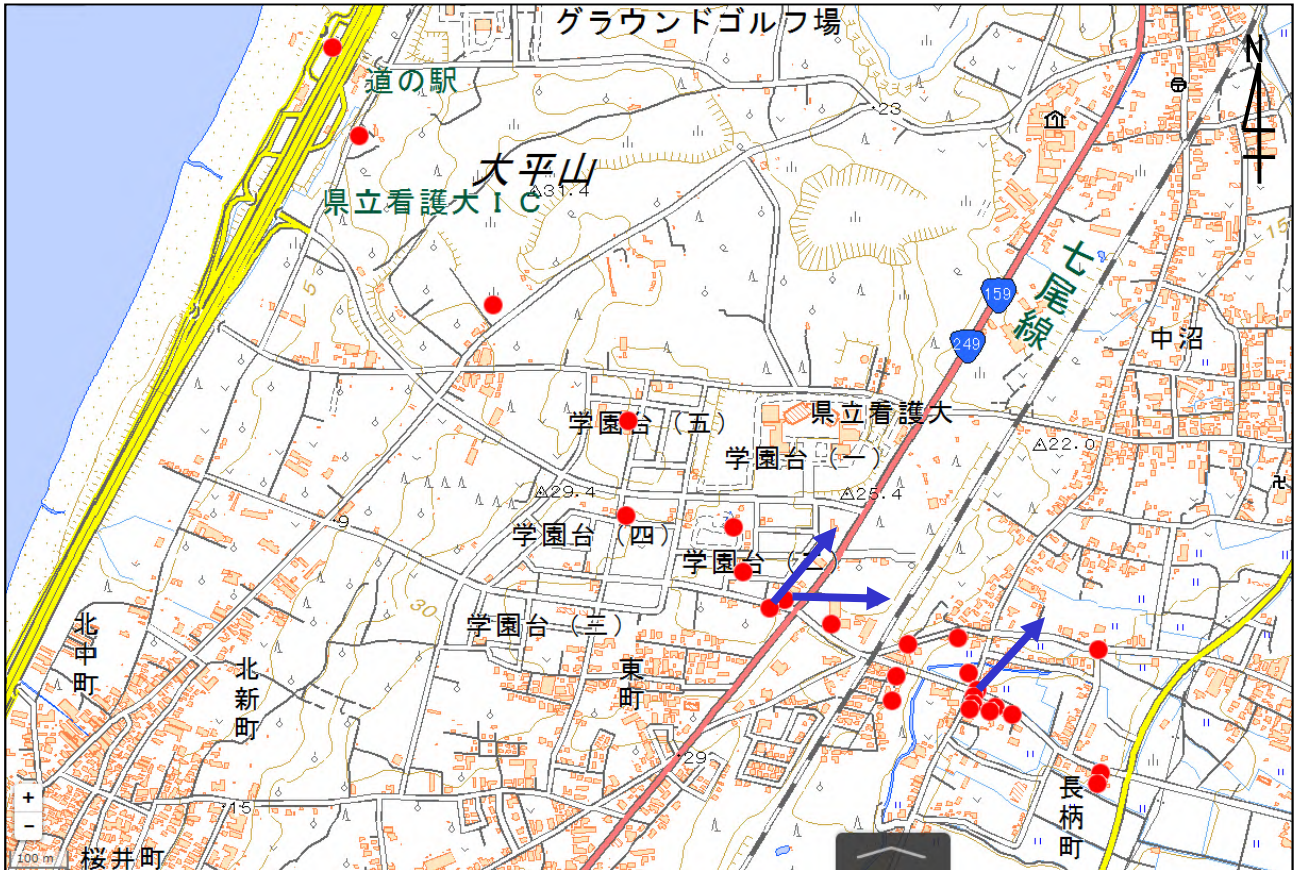 グラウンドゴルフ場
N
道の駅
・23
大平山
31.4
県立看護大IC
15
5
七尾線
159
249
中沼
県立看護大
学園台(五)
学園台(一)
22.0
29.4
25.4
・9
学園台(四)
学園台(二)
30
学園台(三)
北中町
北新町
東町
・29
長柄町
+
・15
−
100 m
桜井町